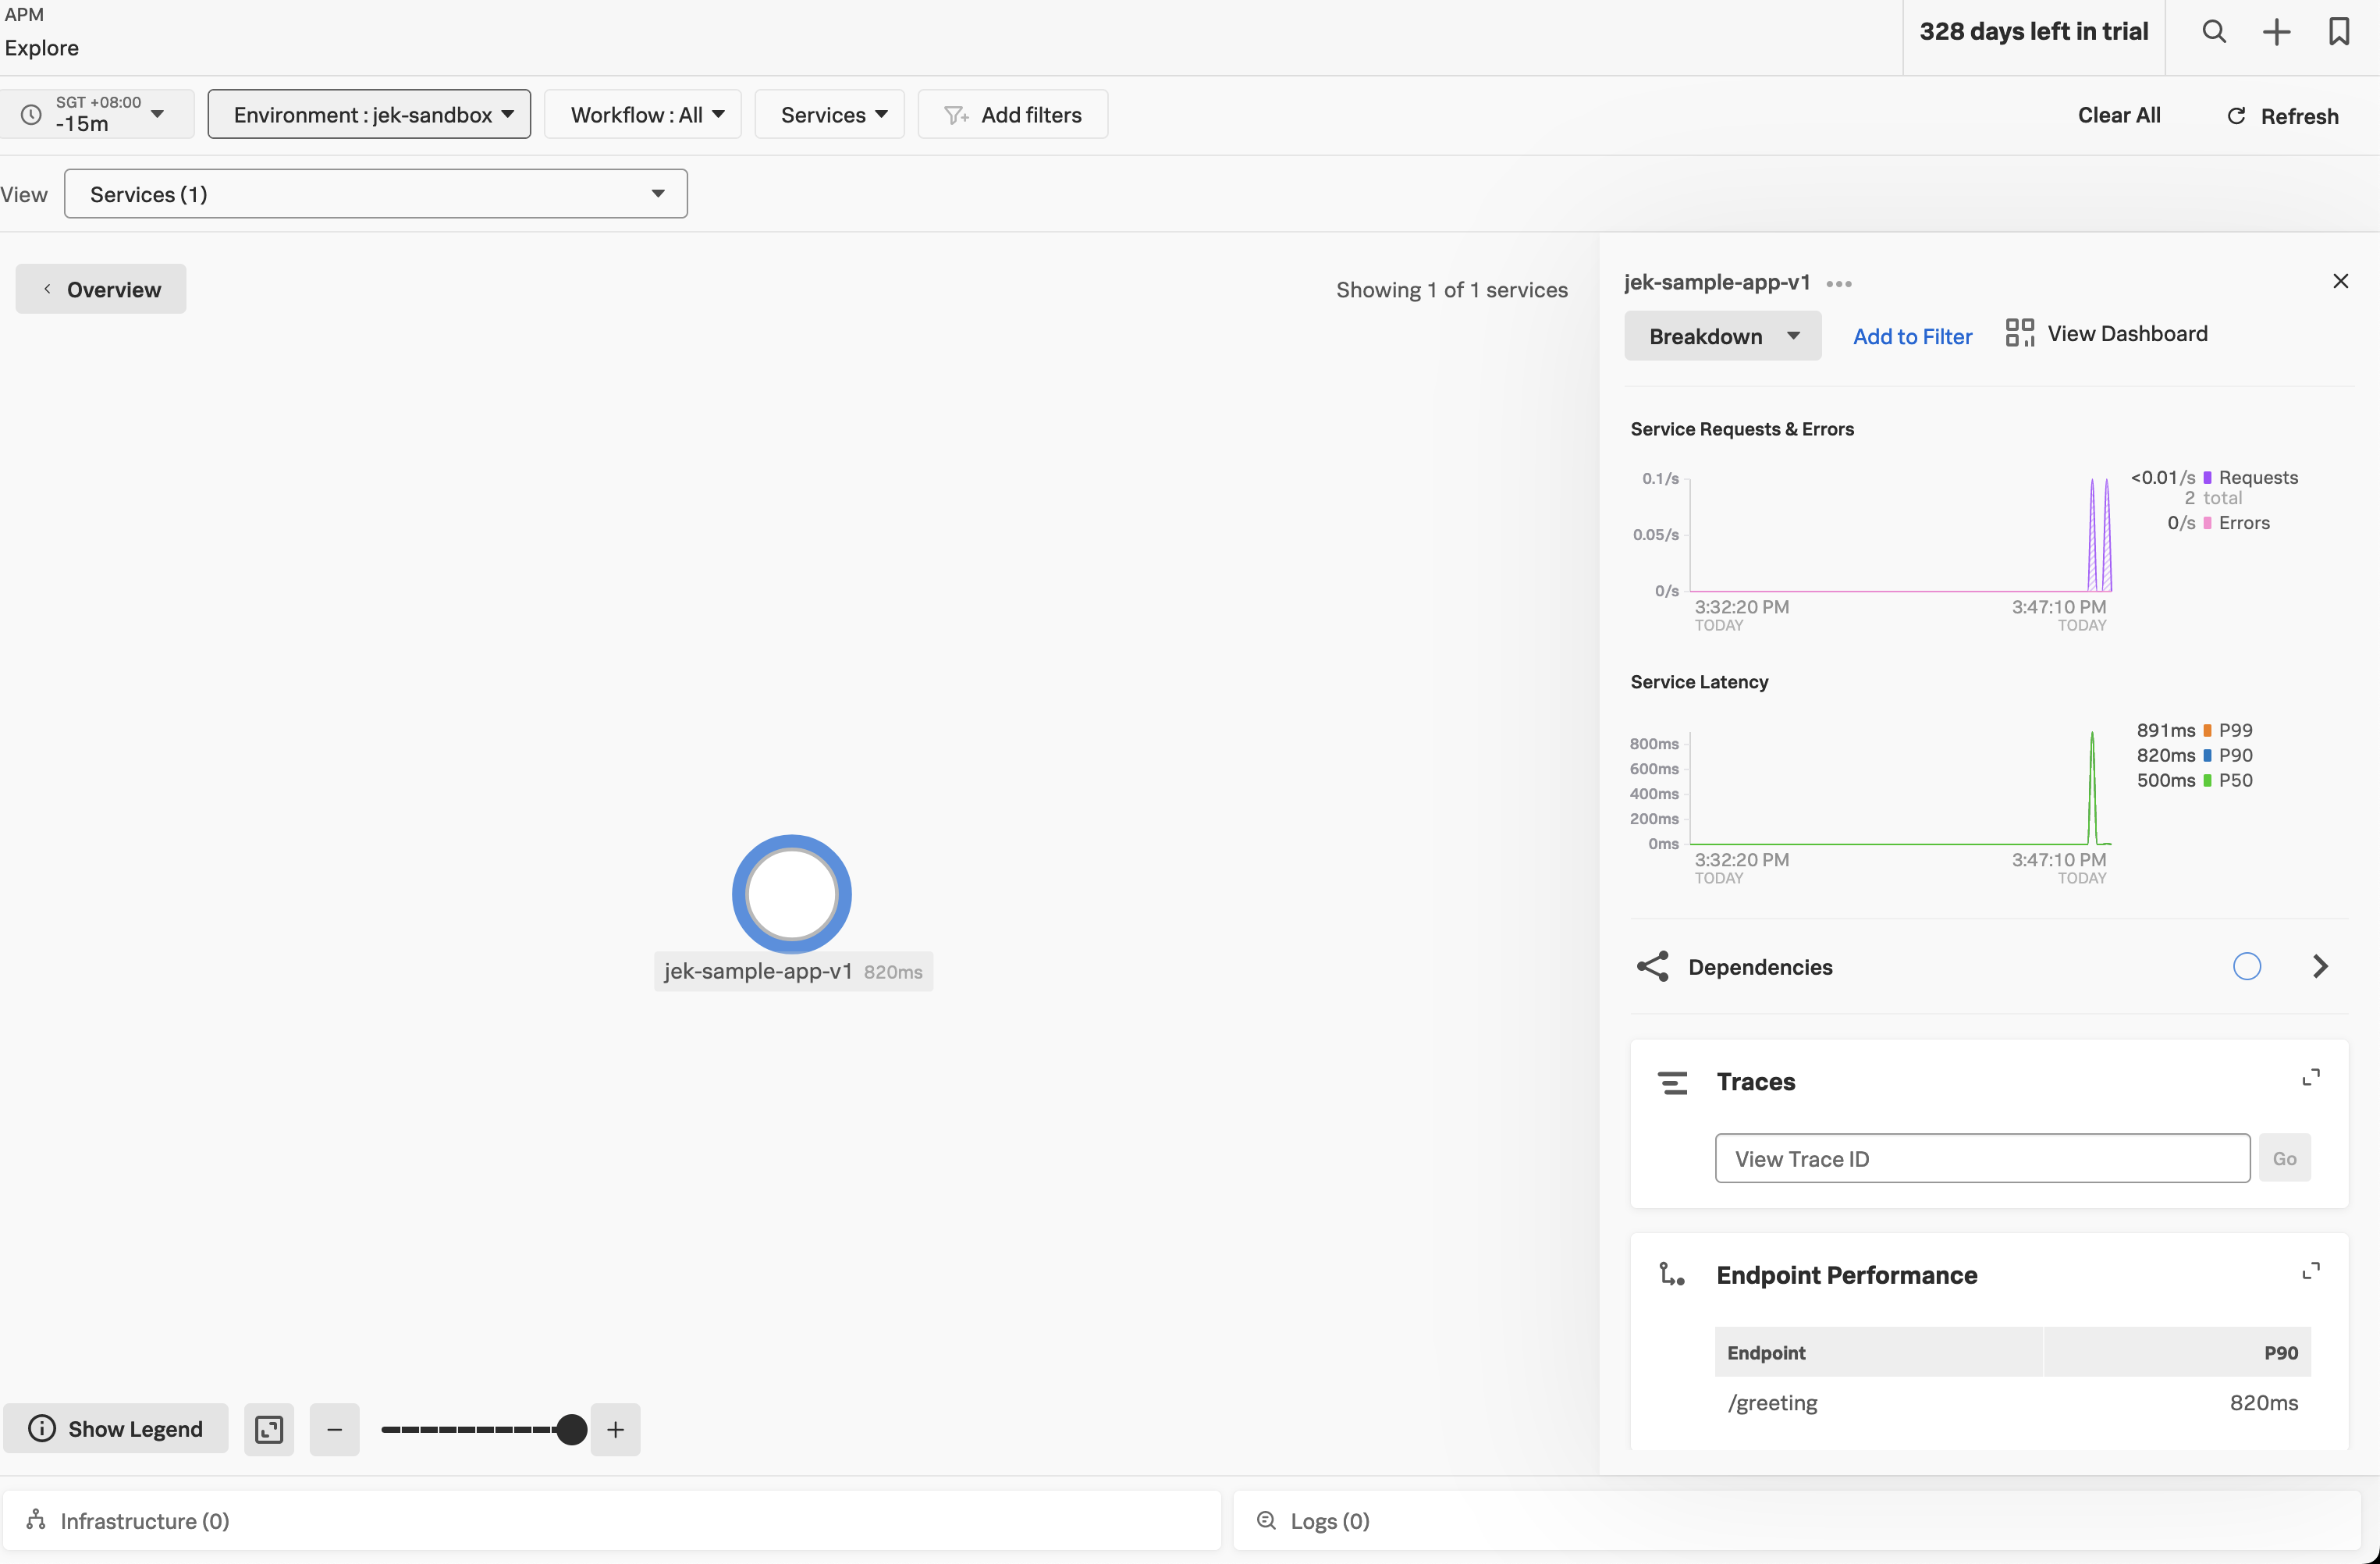 APM
Explore
328 days left in trial
SGT +08:00
-15m
Environment : jek-sandbox
Workflow : All
Services
Add filters
Clear All
Refresh
View
Services (1)
Overview
Showing 1 of 1 services
jek-sample-app-v1 820ms
Show Legend
jek-sample-app-v1
Breakdown
Add to Filter
View Dashboard
Service Requests & Errors
0.1/s
0.05/s
0/s
3:32:20 PM
TODAY
3:47:10 PM
TODAY
<0.01/s Requests
2 total
0/s Errors
Service Latency
800ms
600ms
400ms
200ms
0ms
3:32:20 PM
TODAY
3:47:10 PM
TODAY
891ms P99
820ms P90
500ms P50
Dependencies
Traces
View Trace ID
Go
Endpoint Performance
Endpoint P90
/greeting 820ms
Infrastructure (0)
Logs (0)